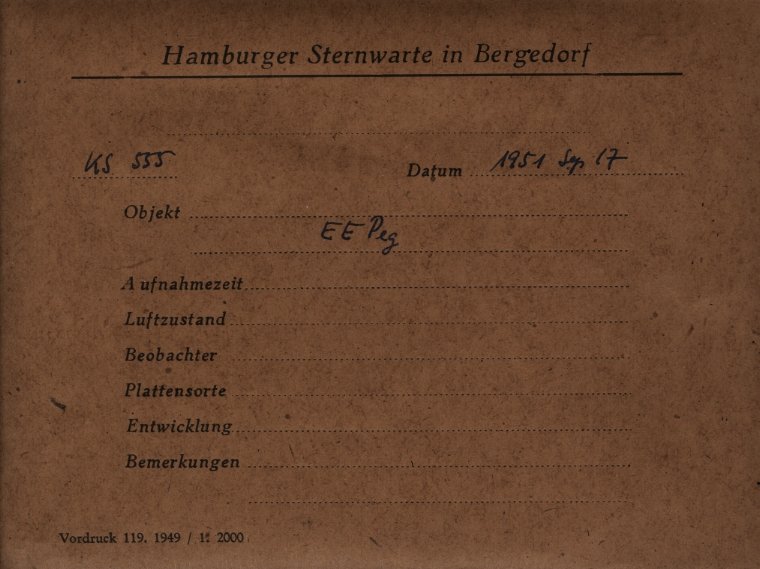 Hamburger Sternwarte in Bergedorf
KS 555 Datum 1951 Sep 17
Objekt
EE Peg
Aufnahmezeit
Luftzustand
Beobachter
Plattensorte
Entwicklung
Bemerkungen
Vordruck 119. 1949 / 1: 2000